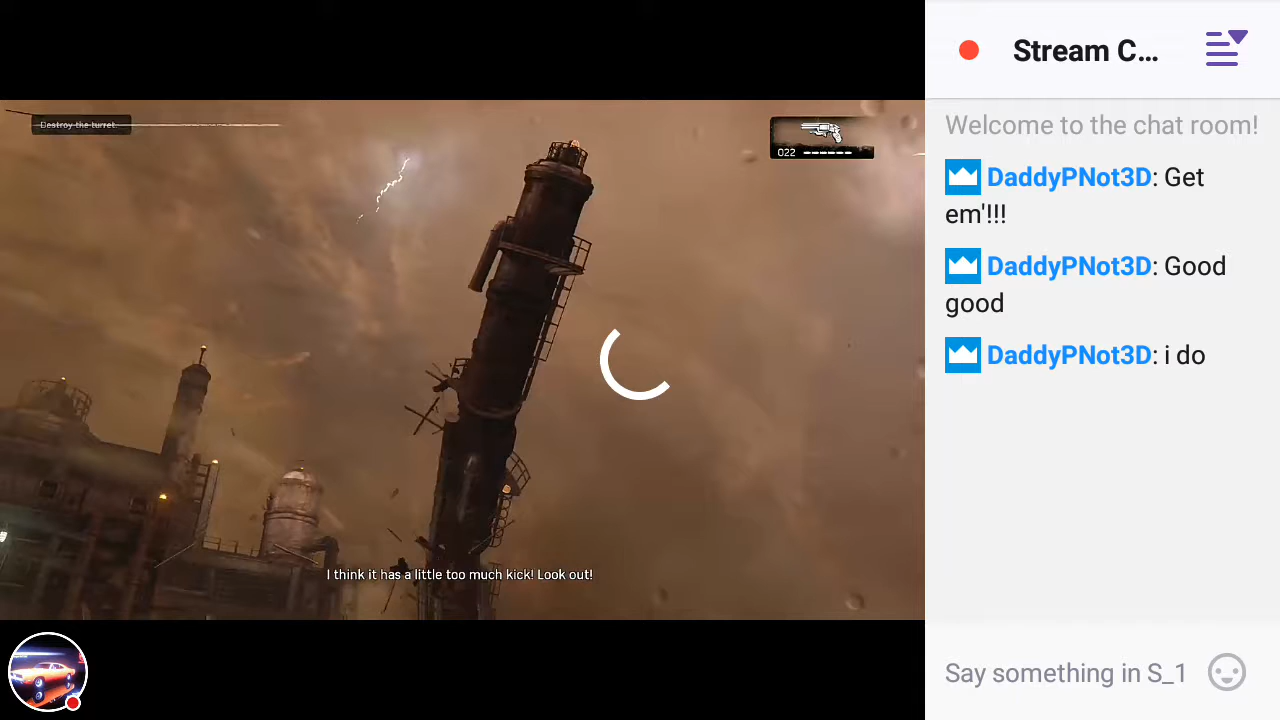 Destroy the turret.
022
I think it has a little too much kick! Look out!
Stream C...
Welcome to the chat room!
DaddyPNot3D: Get
em'!!!
DaddyPNot3D: Good
good
DaddyPNot3D: i do
Say something in S_1